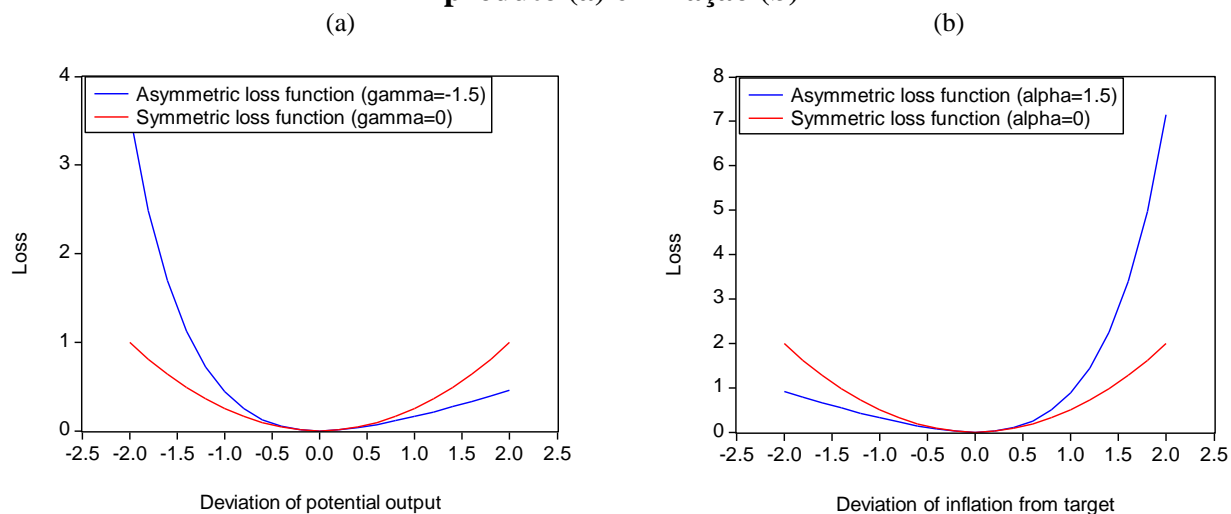 produto (a) e inflação (b)
(a)
(b)
Asymmetric loss function (gamma=-1.5)
Symmetric loss function (gamma=0)
4
3
2
1
0
Loss
-2.5 -2.0 -1.5 -1.0 -0.5 0.0 0.5 1.0 1.5 2.0 2.5
Deviation of potential output
Asymmetric loss function (alpha=1.5)
Symmetric loss function (alpha=0)
8
7
6
5
4
3
2
1
0
Loss
-2.5 -2.0 -1.5 -1.0 -0.5 0.0 0.5 1.0 1.5 2.0 2.5
Deviation of inflation from target